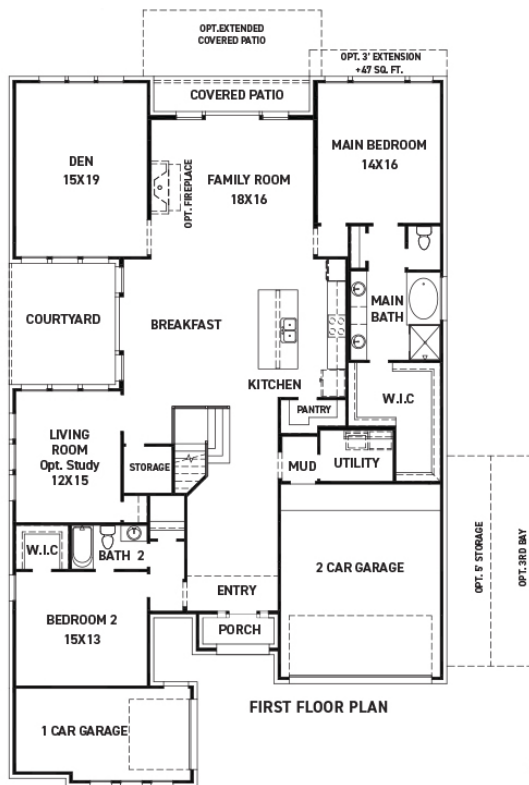 OPT.EXTENDED
COVERED PATIO
OPT. 3' EXTENSION
+47 SQ. FT.
COVERED PATIO
DEN
15X19
OPT. FIREPLACE
FAMILY ROOM
18X16
MAIN BEDROOM
14X16
COURTYARD
BREAKFAST
MAIN
BATH
KITCHEN
PANTRY
W.I.C
LIVING
ROOM
Opt. Study
12X15
STORAGE
MUD
UTILITY
W.I.C
BATH 2
2 CAR GARAGE
OPT. 5' STORAGE
OPT. 3RD BAY
BEDROOM 2
15X13
ENTRY
PORCH
1 CAR GARAGE
FIRST FLOOR PLAN